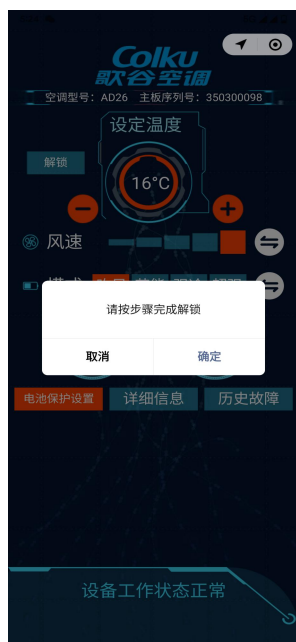 Colku
歌谷空调
空调型号：AD26 主板序列号：350300098
设定温度
解锁
16°C
风速
请按步骤完成解锁
取消 确定
电池保护设置 详细信息 历史故障
设备工作状态正常